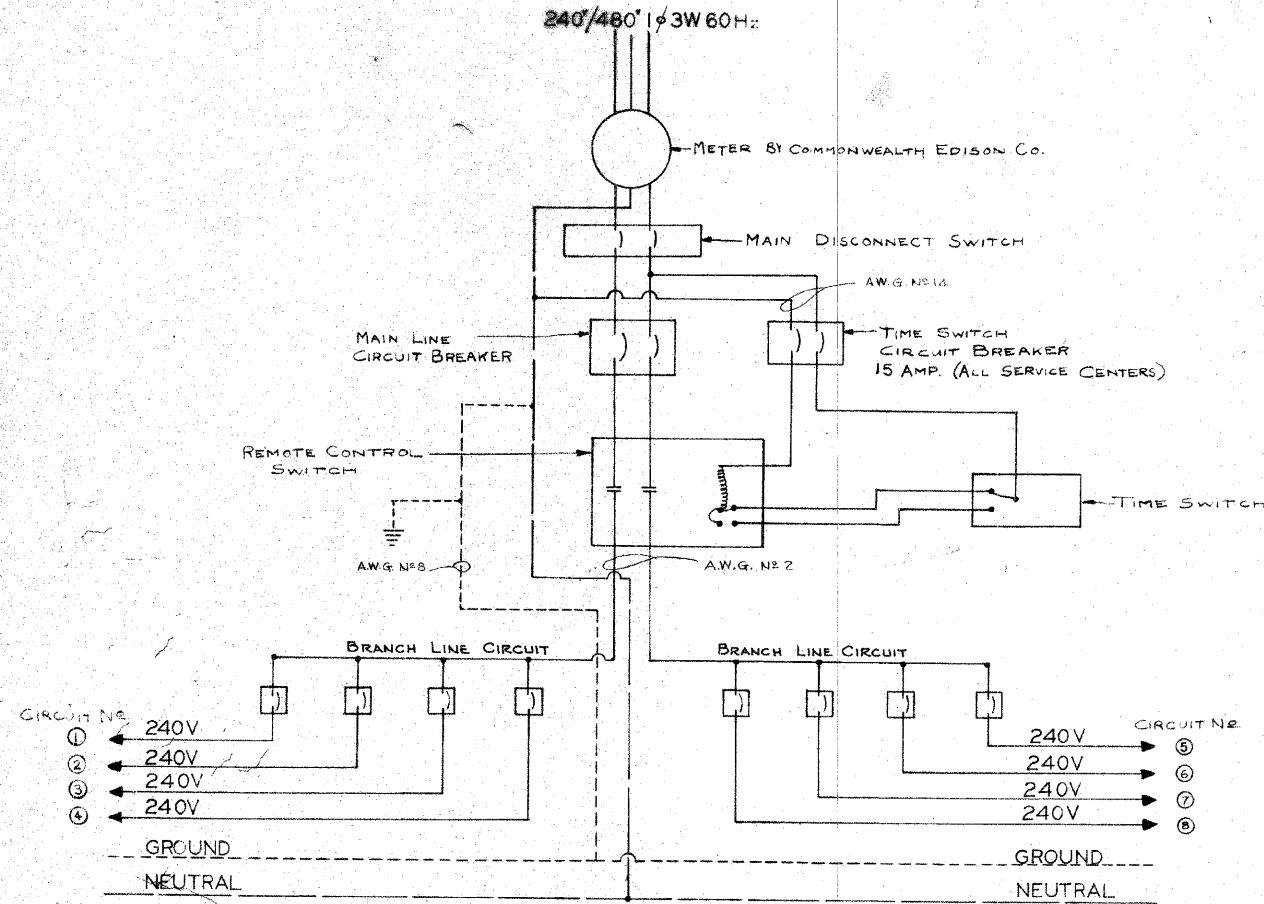 240V/480V 1φ 3W 60Hz
METER BY COMMONWEALTH EDISON CO.
MAIN DISCONNECT SWITCH
A.W.G. Nº 14
MAIN LINE
CIRCUIT BREAKER
TIME SWITCH
CIRCUIT BREAKER
15 AMP. (ALL SERVICE CENTERS)
REMOTE CONTROL
SWITCH
TIME SWITCH
A.W.G. Nº 8
A.W.G. Nº 2
BRANCH LINE CIRCUIT
BRANCH LINE CIRCUIT
CIRCUIT Nº
1 240V
2 240V
3 240V
4 240V
CIRCUIT Nº
240V 5
240V 6
240V 7
240V 8
GROUND
GROUND
NEUTRAL
NEUTRAL